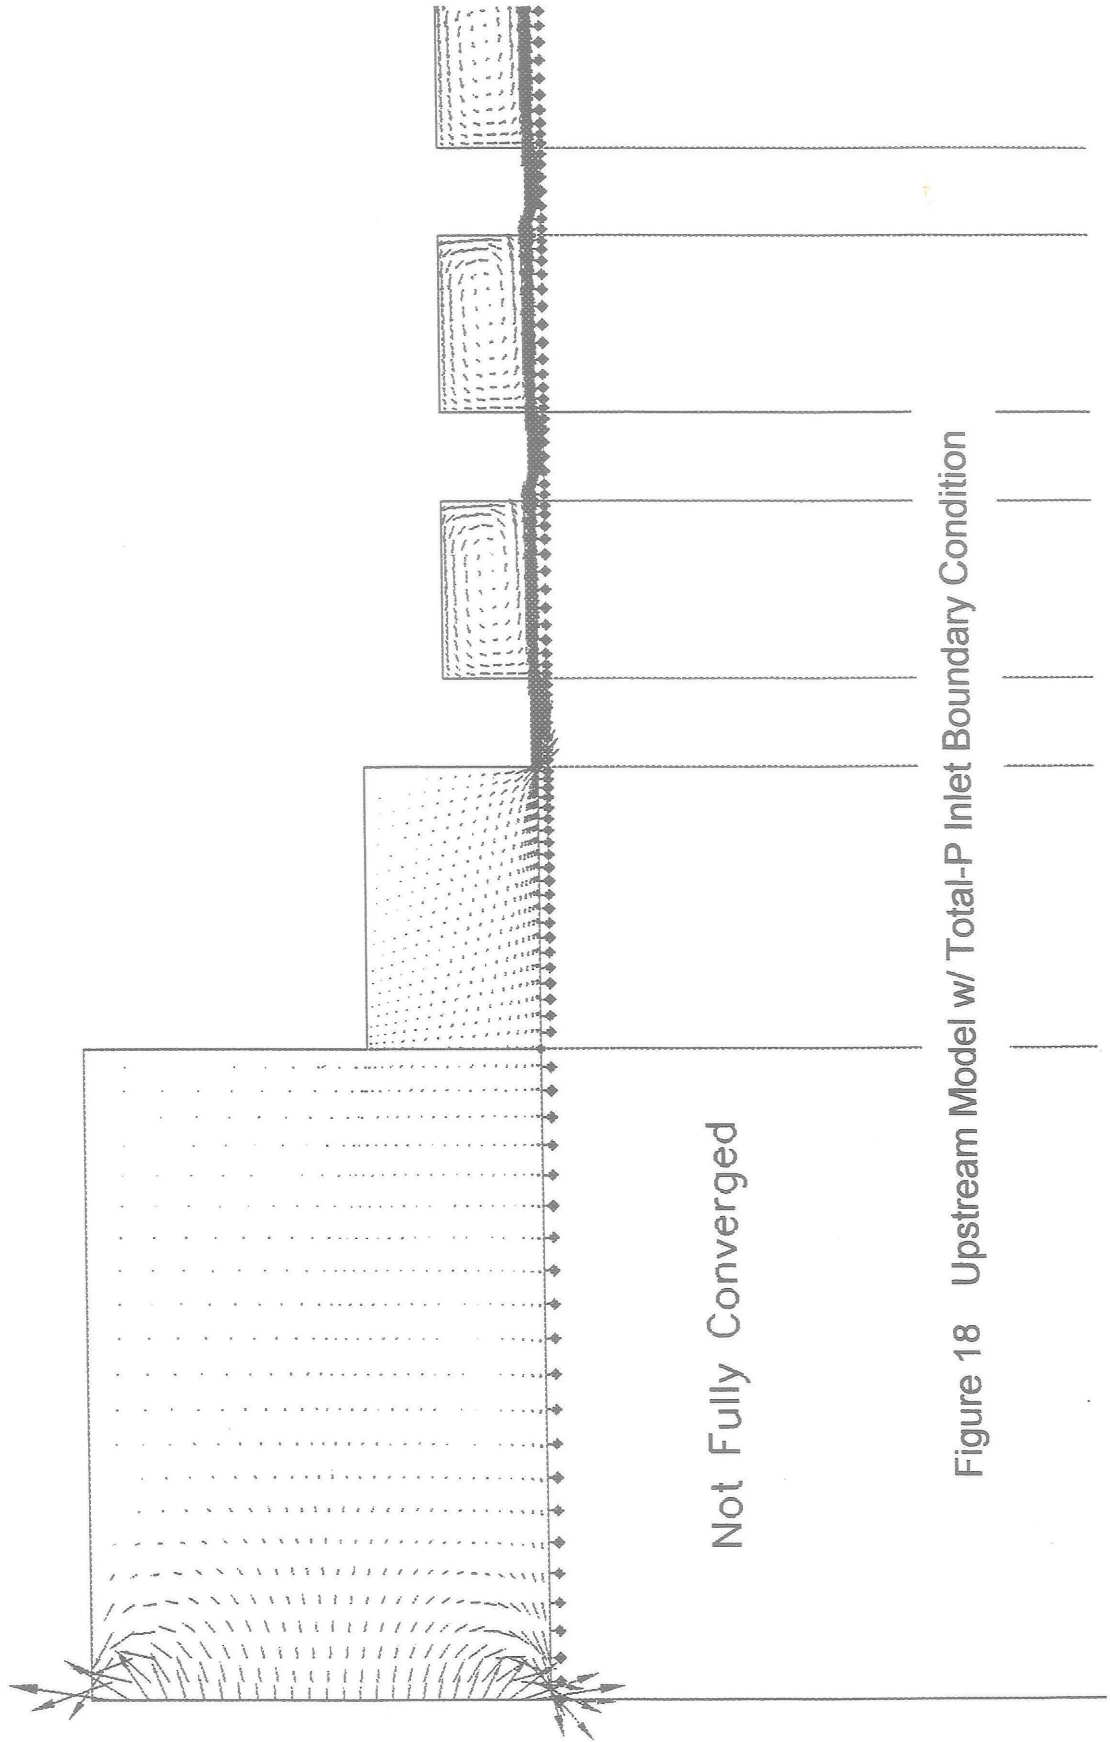 Not Fully Converged
Figure 18 Upstream Model w/ Total-P Inlet Boundary Condition